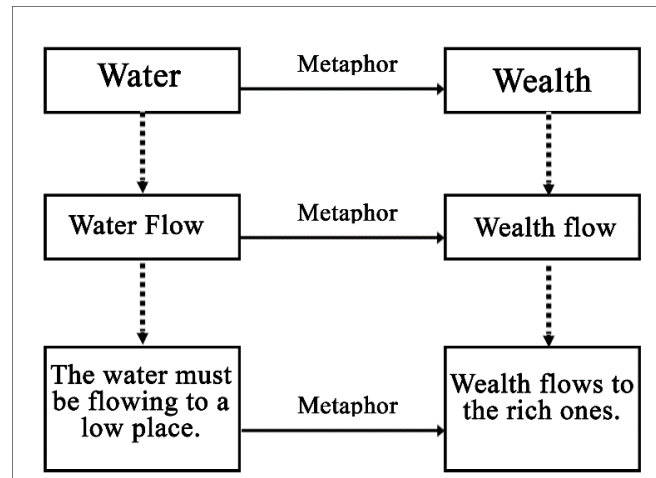 Water
Metaphor
Wealth
Water Flow
Metaphor
Wealth flow
The water must
be flowing to a
low place.
Metaphor
Wealth flows to
the rich ones.